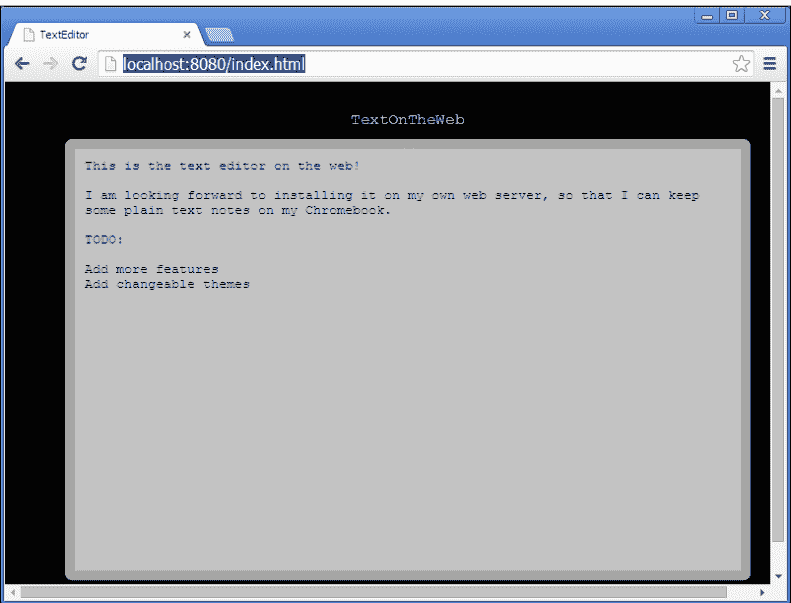 TextEditor
localhost:8080/index.html
TextOnTheWeb
This is the text editor on the web!
I am looking forward to installing it on my own web server, so that I can keep
some plain text notes on my Chromebook.
TODO:
Add more features
Add changeable themes